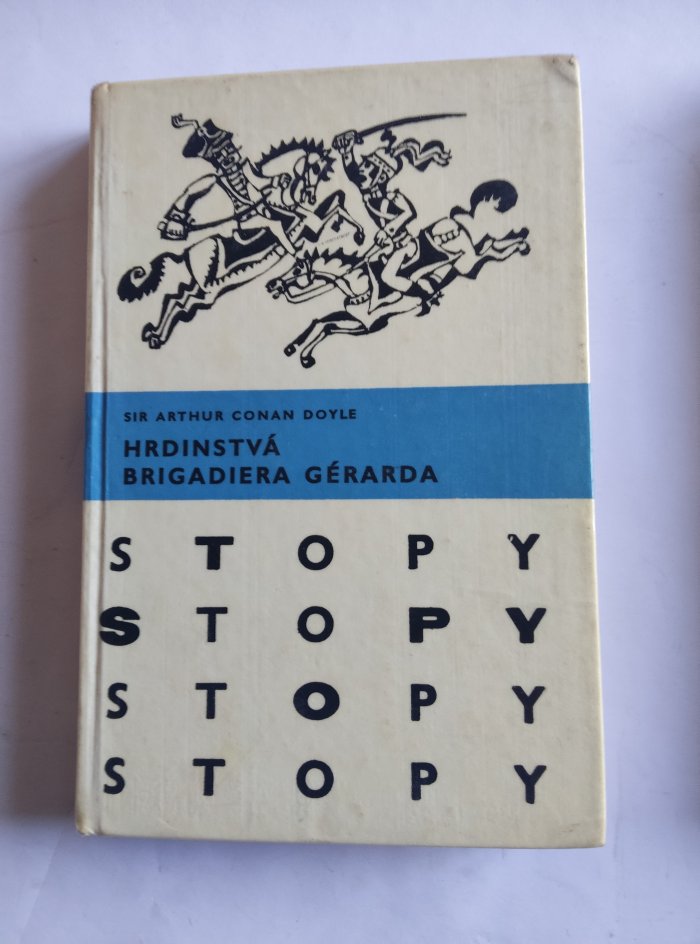 SIR ARTHUR CONAN DOYLE
HRDINSTVÁ
BRIGADIERA GÉRARDA
STOPY
STOPY
STOPY
STOPY